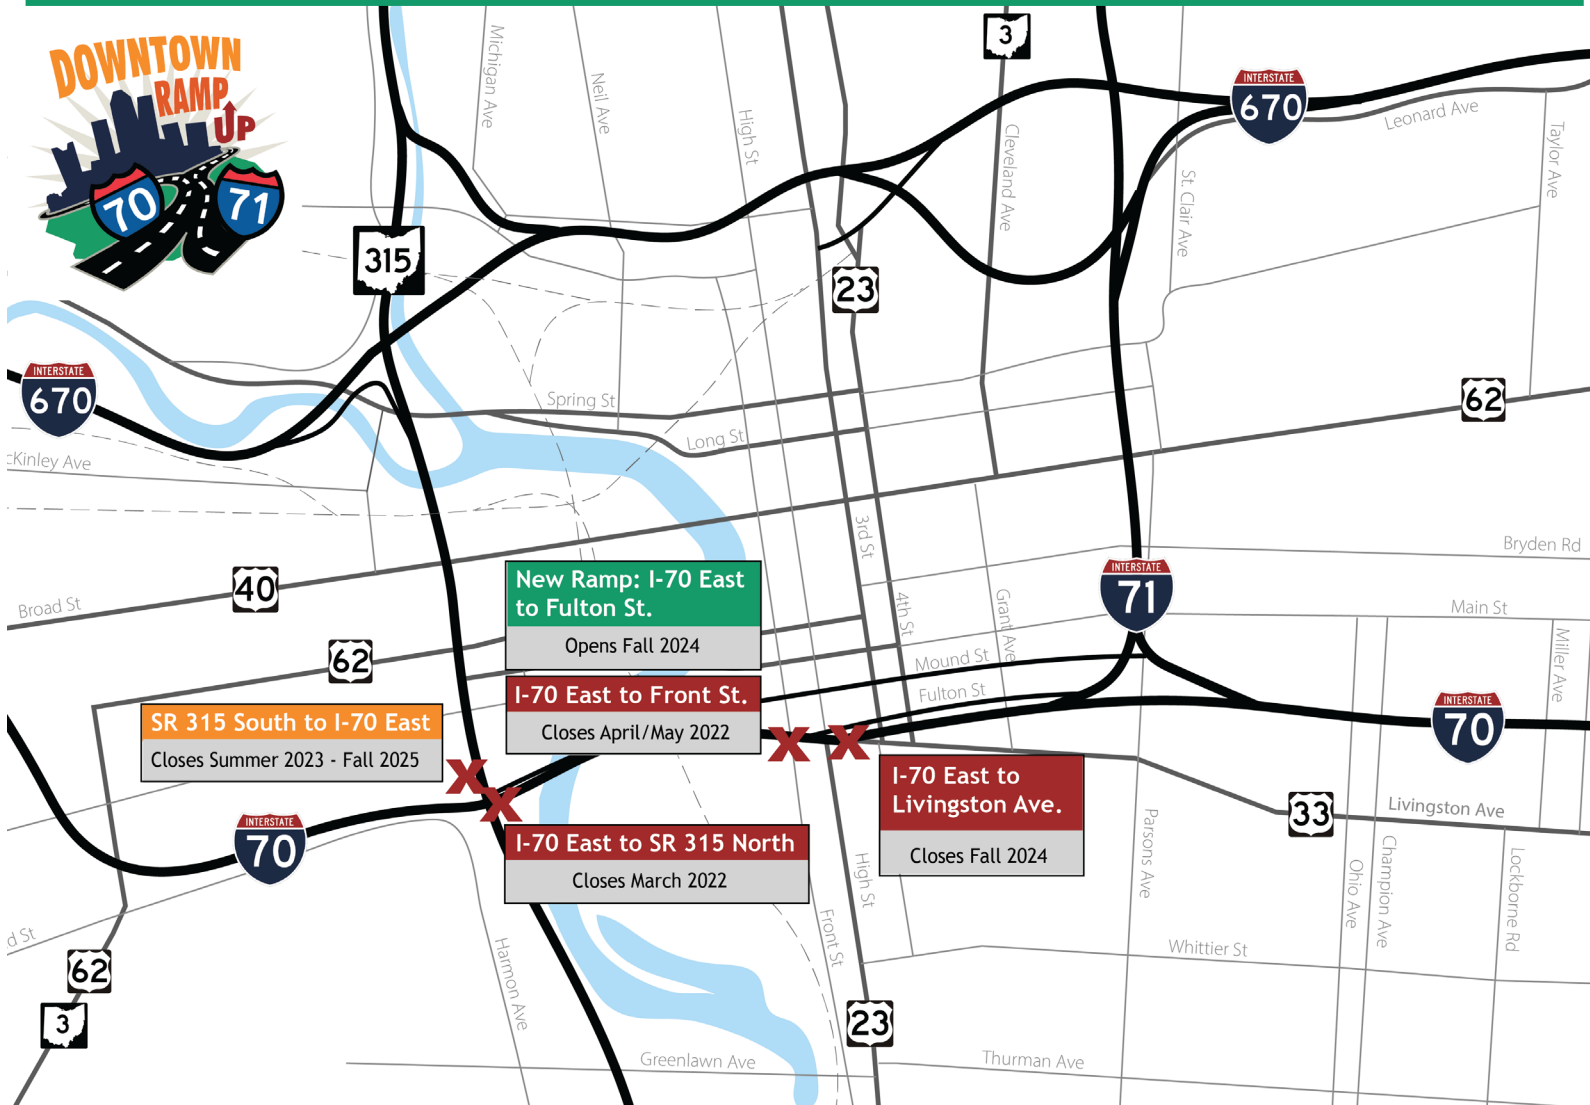 DOWNTOWN
RAMP
UP
70
71
Michigan Ave
Neil Ave
High St
3
Cleveland Ave
St. Clair Ave
INTERSTATE
670
Leonard Ave
Taylor Ave
315
23
INTERSTATE
670
Spring St
Long St
62
cKinley Ave
3rd St
Bryden Rd
40
Broad St
New Ramp: I-70 East
to Fulton St.
Opens Fall 2024
4th St
Grant Ave
INTERSTATE
71
Main St
Miller Ave
62
Mound St
Fulton St
I-70 East to Front St.
Closes April/May 2022
SR 315 South to I-70 East
Closes Summer 2023 - Fall 2025
X
X
X
X
INTERSTATE
70
I-70 East to
Livingston Ave.
Closes Fall 2024
33
Livingston Ave
INTERSTATE
70
I-70 East to SR 315 North
Closes March 2022
Parsons Ave
Ohio Ave
Champion Ave
Lockborne Rd
High St
Front St
d St
62
Harmon Ave
Whittier St
3
23
Greenlawn Ave
Thurman Ave